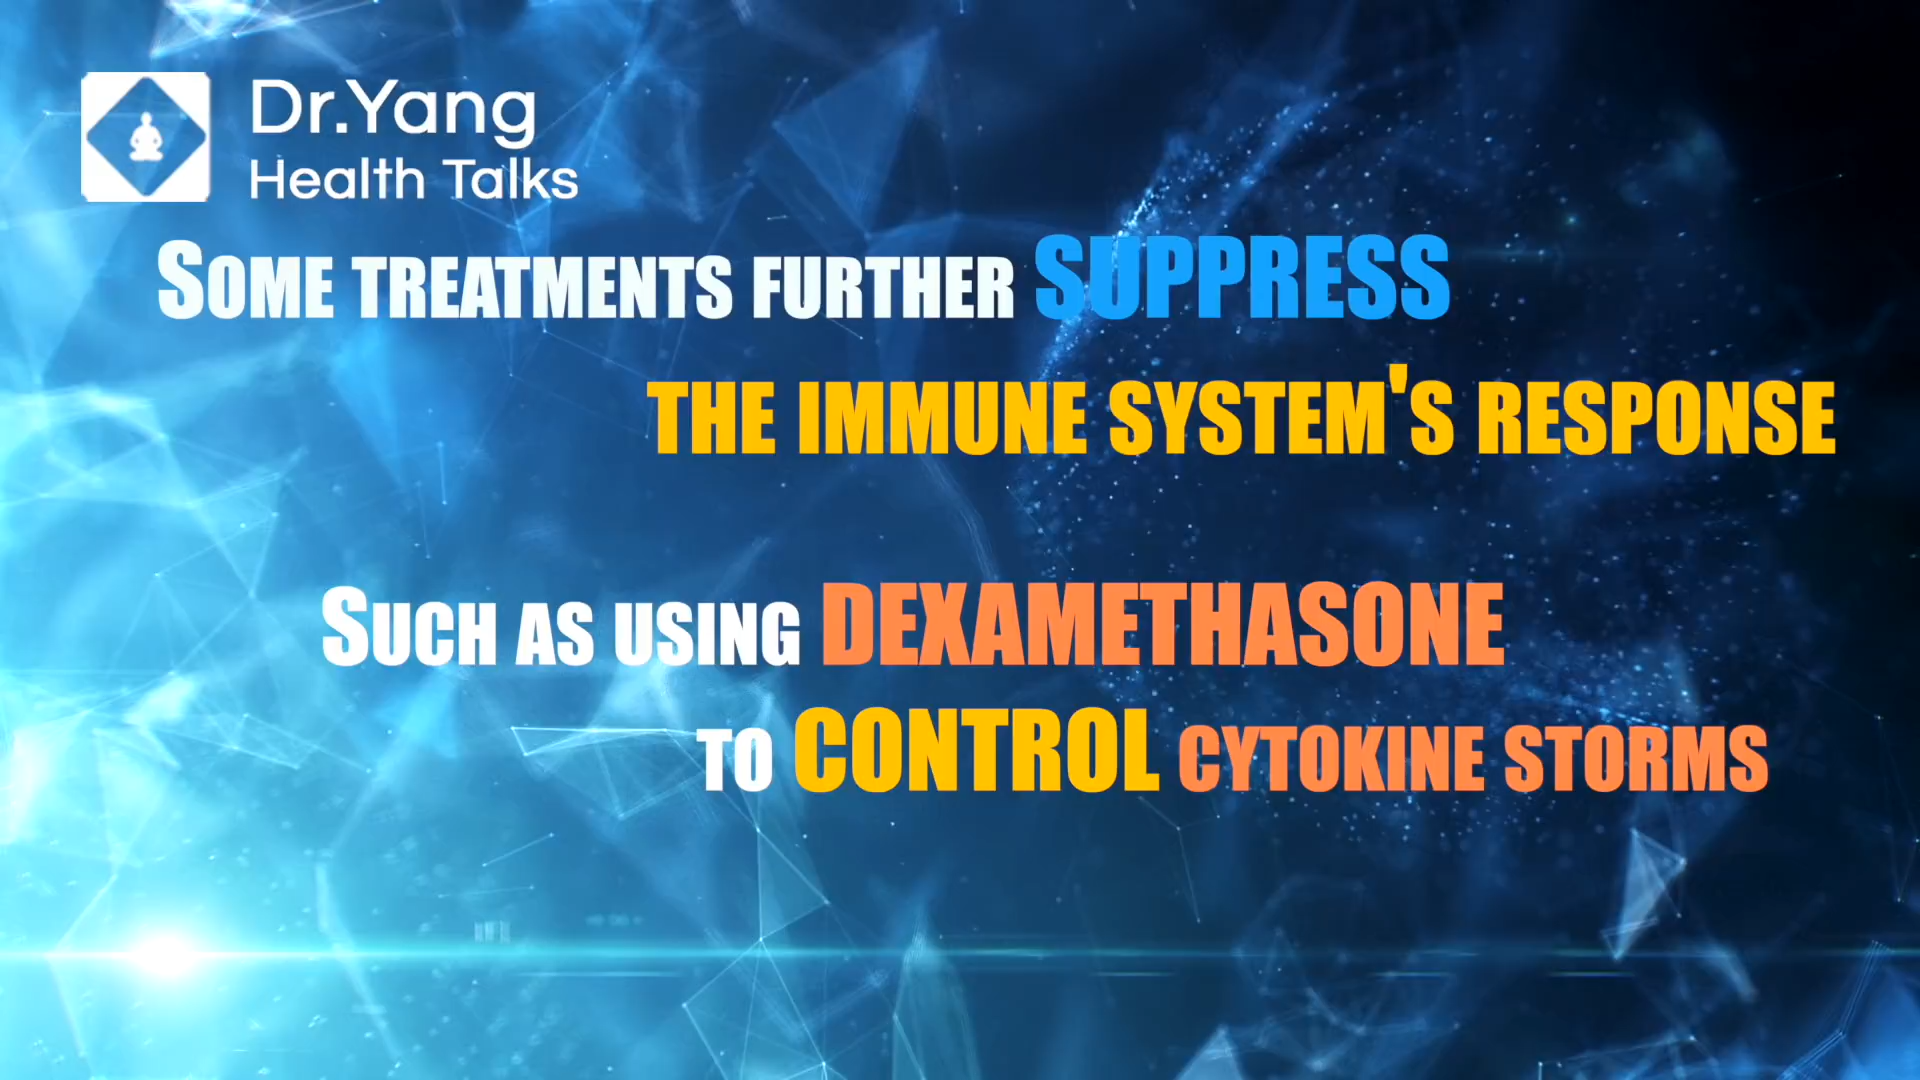 Dr.Yang
Health Talks
SOME TREATMENTS FURTHER SUPPRESS
THE IMMUNE SYSTEM'S RESPONSE
SUCH AS USING DEXAMETHASONE
TO CONTROL CYTOKINE STORMS